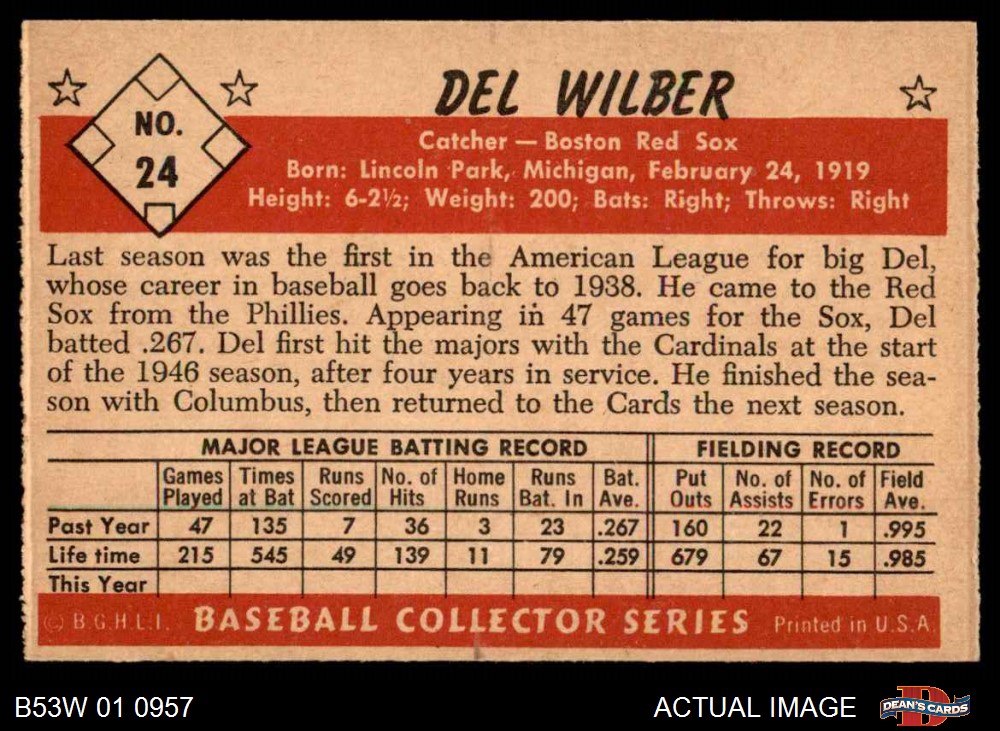 NO.
24
DEL WILBER
Catcher — Boston Red Sox
Born: Lincoln Park, Michigan, February 24, 1919
Height: 6-2½; Weight: 200; Bats: Right; Throws: Right
Last season was the first in the American League for big Del,
whose career in baseball goes back to 1938. He came to the Red
Sox from the Phillies. Appearing in 47 games for the Sox, Del
batted .267. Del first hit the majors with the Cardinals at the start
of the 1946 season, after four years in service. He finished the sea-
son with Columbus, then returned to the Cards the next season.
MAJOR LEAGUE BATTING RECORD FIELDING RECORD
Games Times Runs No. of Home Runs Bat. Put No. of No. of Field
Played at Bat Scored Hits Runs Bat. In Ave. Outs Assists Errors Ave.
Past Year 47 135 7 36 3 23 .267 160 22 1 .995
Life time 215 545 49 139 11 79 .259 679 67 15 .985
This Year
© B.G.H.L.I. BASEBALL COLLECTOR SERIES Printed in U.S.A.
B53W 01 0957 ACTUAL IMAGE D DEAN'S CARDS